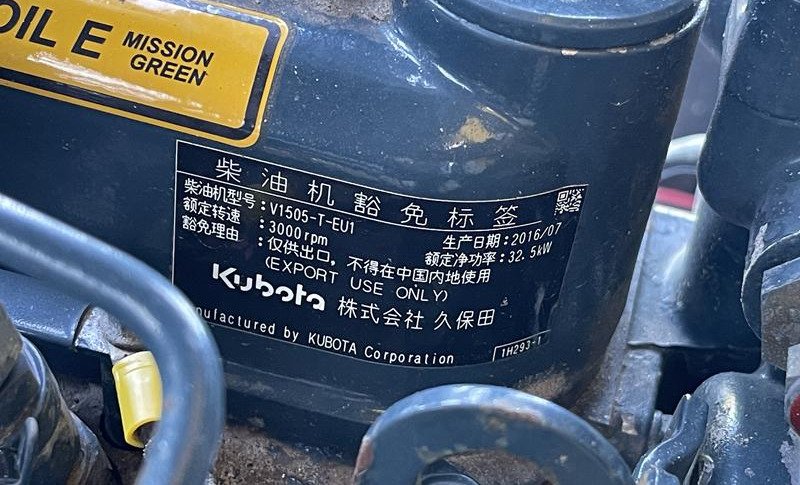 OIL E MISSION
GREEN
柴油机豁免标签
柴油机型号:V1505-T-EU1
生产日期:2016/07
额定转速:3000rpm
额定净功率:32.5kW
豁免理由:仅供出口,不得在中国内地使用
(EXPORT USE ONLY)
Kubota 株式会社 久保田
anufactured by KUBOTA Corporation
1H293-1